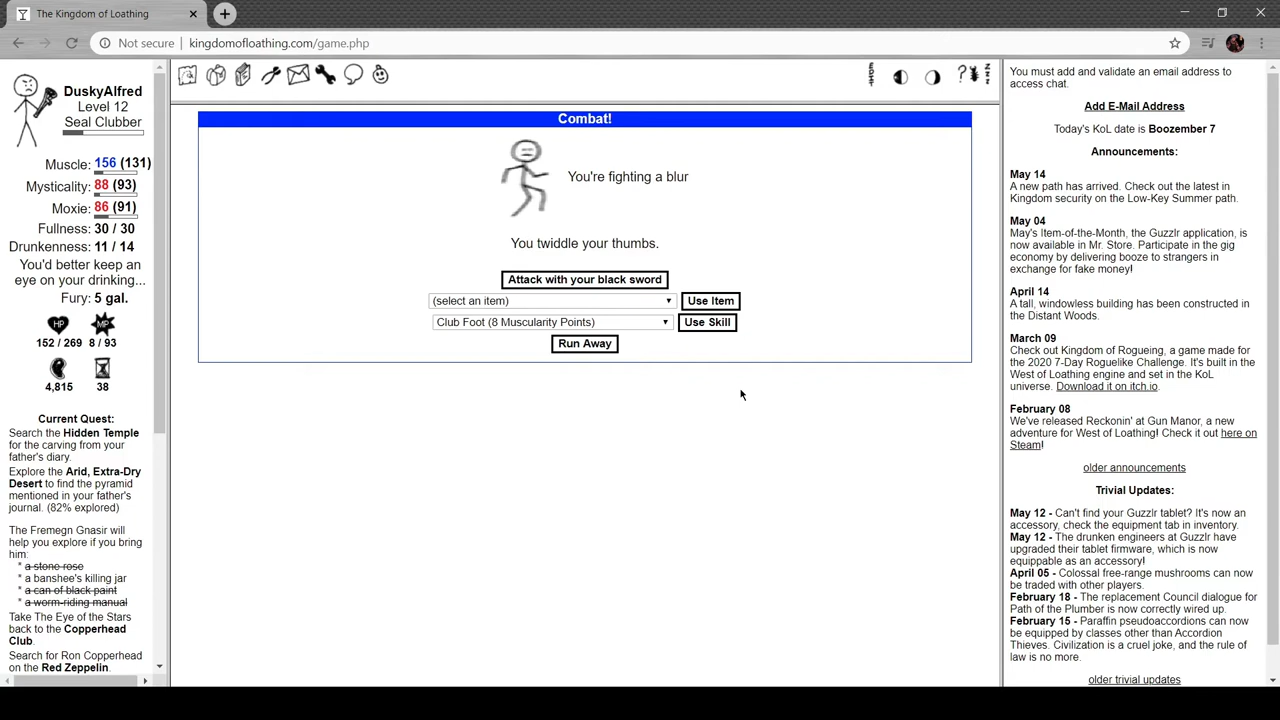 The Kingdom of Loathing
Not secure | kingdomofloathing.com/game.php
DuskyAlfred
Level 12
Seal Clubber
Muscle: 156 (131)
Mysticality: 88 (93)
Moxie: 86 (91)
Fullness: 30 / 30
Drunkenness: 11 / 14
You'd better keep an
eye on your drinking...
Fury: 5 gal.
HP MP
152 / 269 8 / 93
4,815 38
Current Quest:
Search the Hidden Temple
for the carving from your
father's diary.
Explore the Arid, Extra-Dry
Desert to find the pyramid
mentioned in your father's
journal. (82% explored)
The Fremegn Gnasir will
help you explore if you bring
him:
* a stone rose
* a banshee's killing jar
* a can of black paint
* a worm-riding manual
Take The Eye of the Stars
back to the Copperhead
Club.
Search for Ron Copperhead
on the Red Zeppelin.
Combat!
You're fighting a blur
You twiddle your thumbs.
Attack with your black sword
(select an item) Use Item
Club Foot (8 Muscularity Points) Use Skill
Run Away
You must add and validate an email address to
access chat.
Add E-Mail Address
Today's KoL date is Boozember 7
Announcements:
May 14
A new path has arrived. Check out the latest in
Kingdom security on the Low-Key Summer path.
May 04
May's Item-of-the-Month, the Guzzlr application, is
now available in Mr. Store. Participate in the gig
economy by delivering booze to strangers in
exchange for fake money!
April 14
A tall, windowless building has been constructed in
the Distant Woods.
March 09
Check out Kingdom of Rogueing, a game made for
the 2020 7-Day Roguelike Challenge. It's built in the
West of Loathing engine and set in the KoL
universe. Download it on itch.io.
February 08
We've released Reckonin' at Gun Manor, a new
adventure for West of Loathing! Check it out here on
Steam!
older announcements
Trivial Updates:
May 12 - Can't find your Guzzlr tablet? It's now an
accessory, check the equipment tab in inventory.
May 12 - The drunken engineers at Guzzlr have
upgraded their tablet firmware, which is now
equippable as an accessory!
April 05 - Colossal free-range mushrooms can now
be traded with other players.
February 18 - The replacement Council dialogue for
Path of the Plumber is now correctly wired up.
February 15 - Paraffin pseudoaccordions can now
be equipped by classes other than Accordion
Thieves. Civilization is a cruel joke, and the rule of
law is no more.
older trivial updates